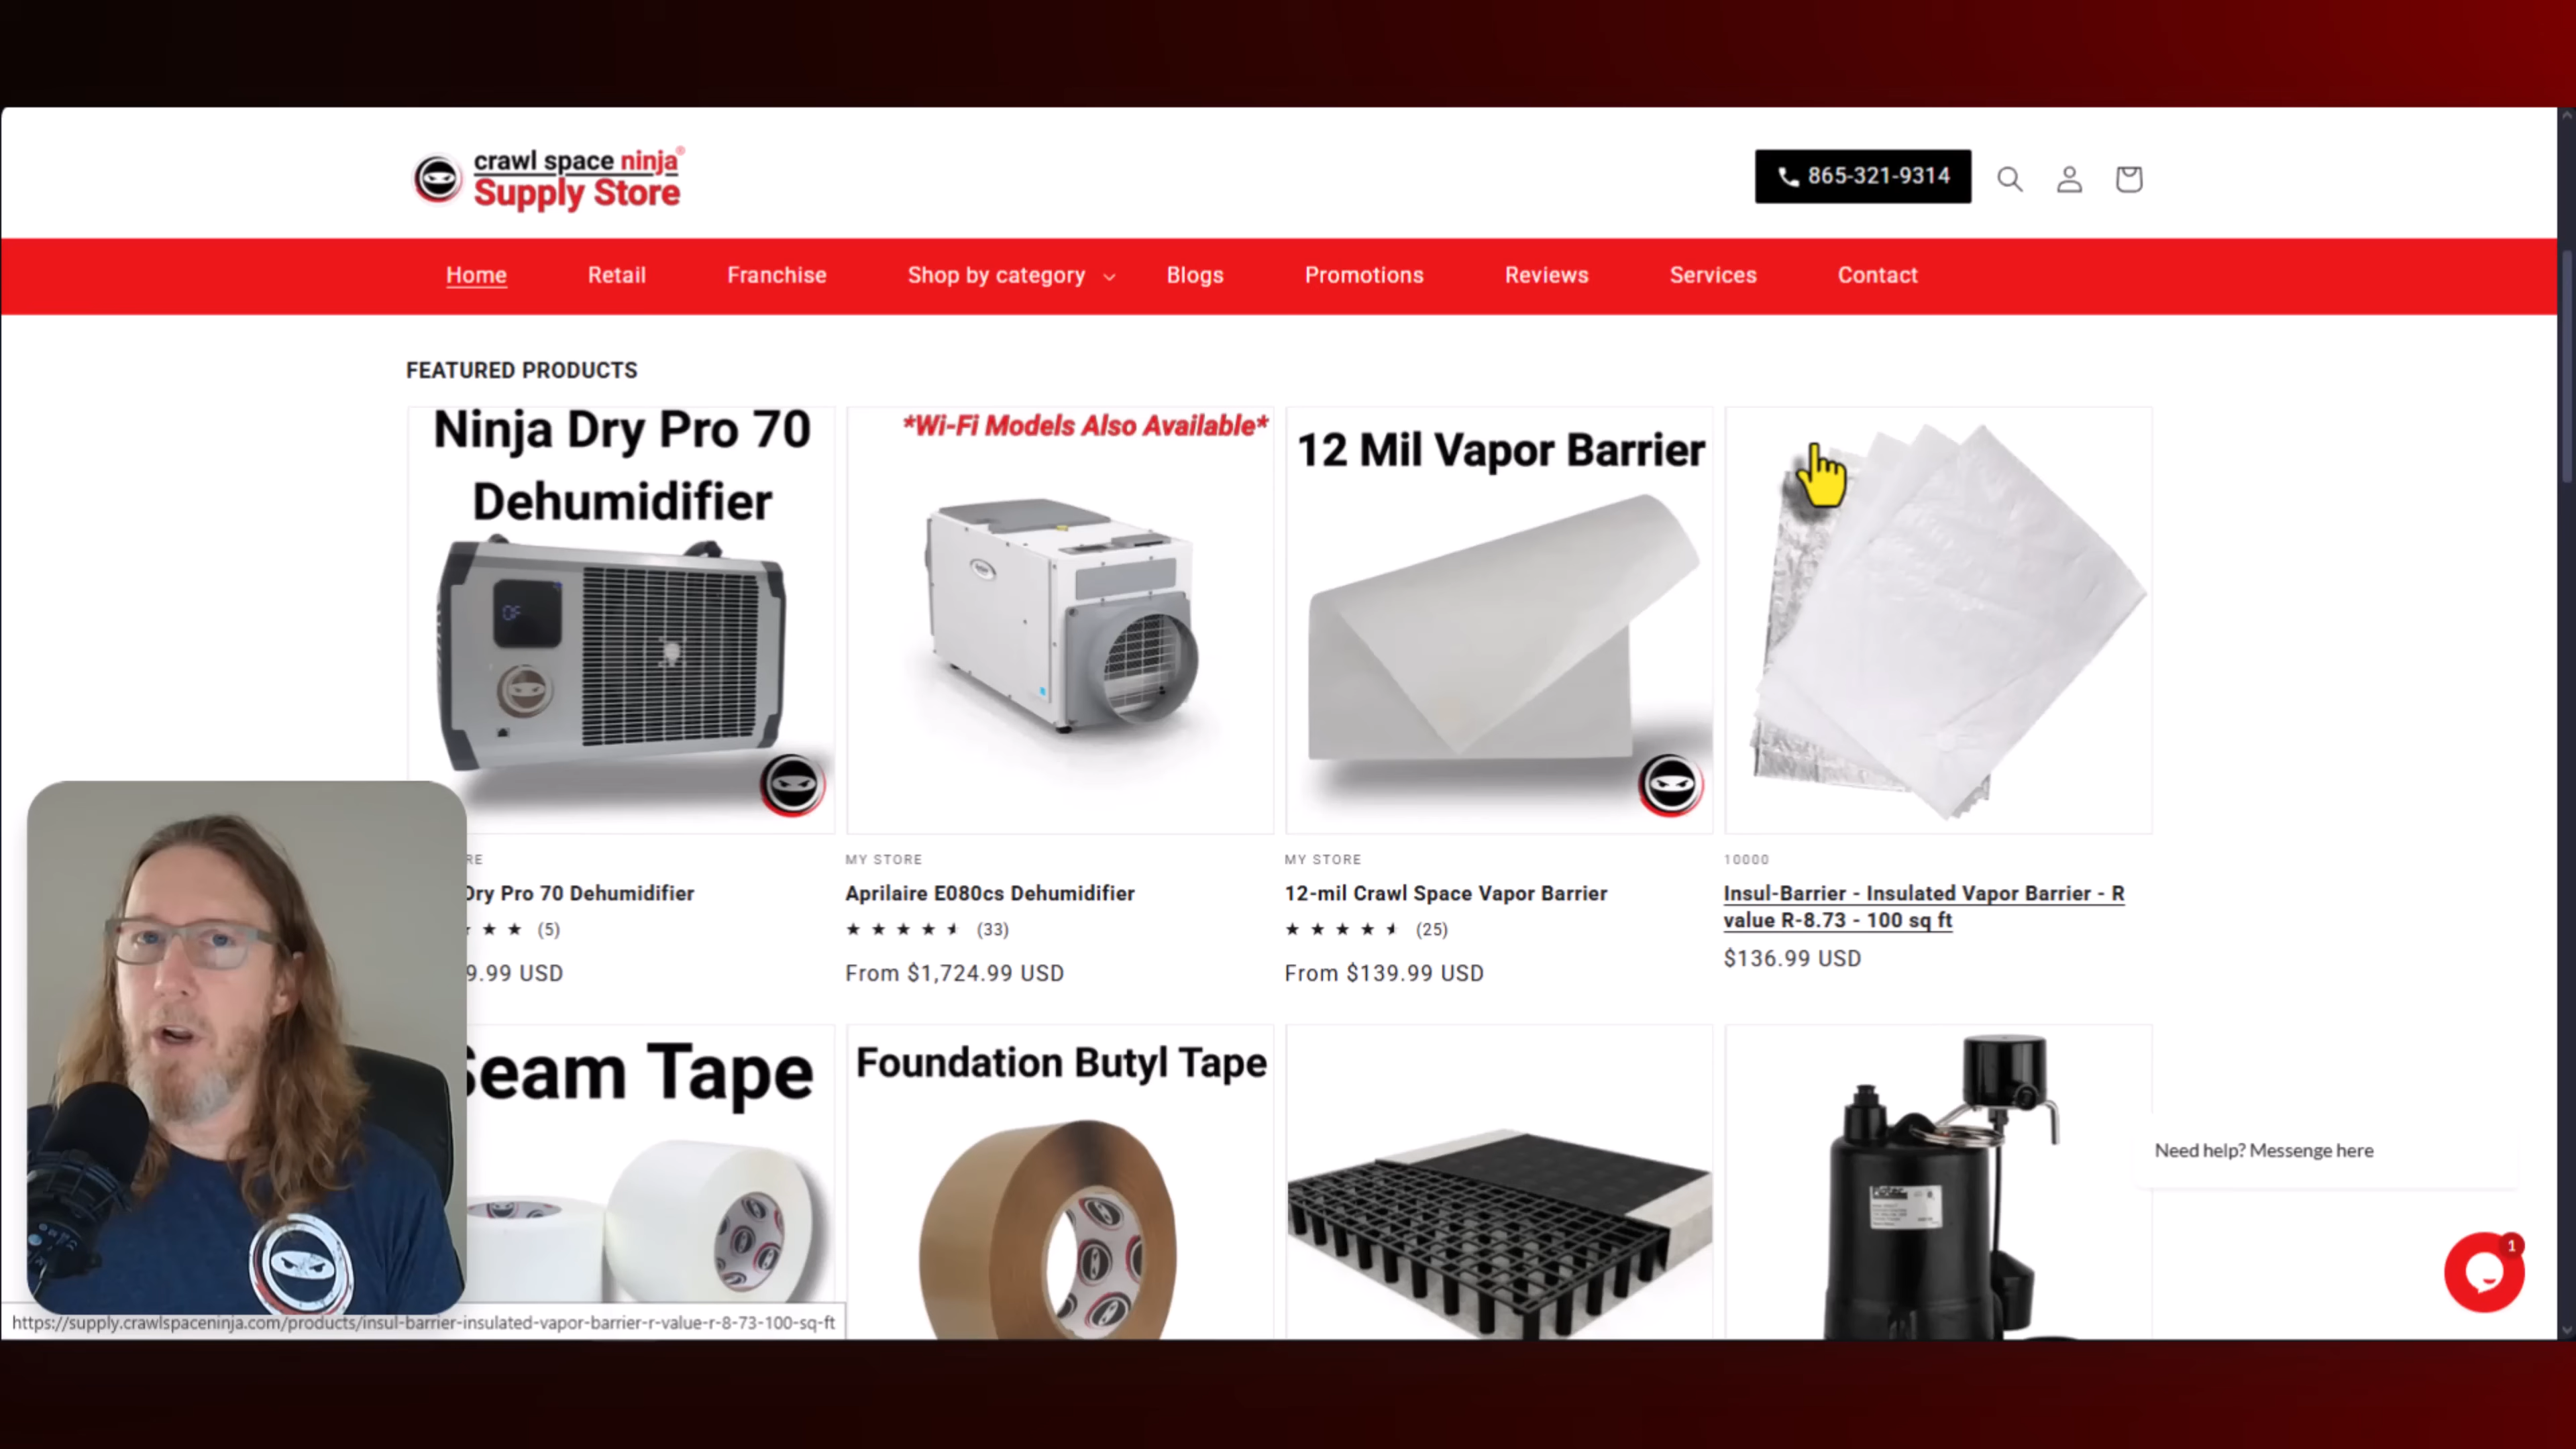 crawl space ninja®
Supply Store
865-321-9314
Home Retail Franchise Shop by category Blogs Promotions Reviews Services Contact
FEATURED PRODUCTS
Ninja Dry Pro 70
Dehumidifier
*Wi-Fi Models Also Available*
12 Mil Vapor Barrier
RE
Dry Pro 70 Dehumidifier
(5)
9.99 USD
MY STORE
Aprilaire E080cs Dehumidifier
(33)
From $1,724.99 USD
MY STORE
12-mil Crawl Space Vapor Barrier
(25)
From $139.99 USD
10000
Insul-Barrier - Insulated Vapor Barrier - R
value R-8.73 - 100 sq ft
$136.99 USD
Seam Tape
Foundation Butyl Tape
Need help? Messenge here
1
https://supply.crawlspaceninja.com/products/insul-barrier-insulated-vapor-barrier-r-value-r-8-73-100-sq-ft